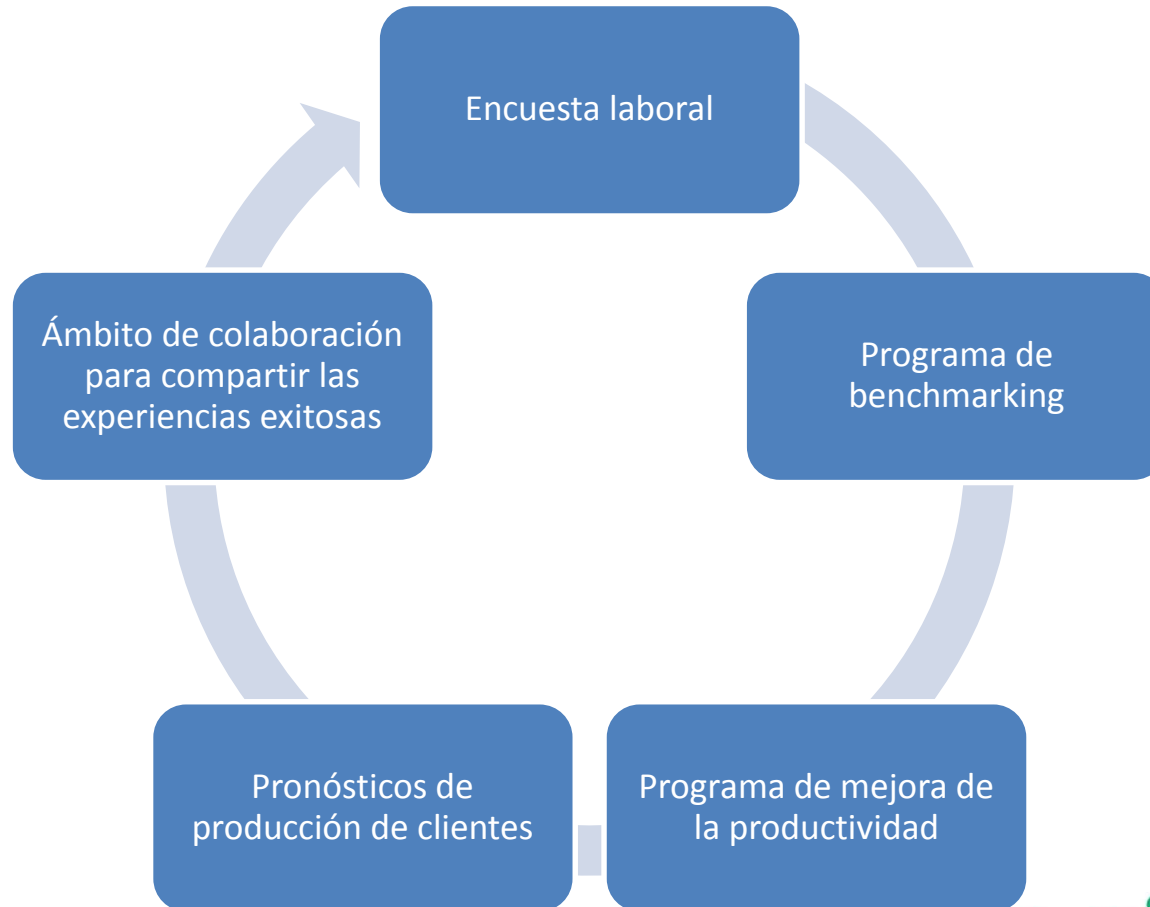 Encuesta laboral
Programa de
benchmarking
Programa de mejora de
la productividad
Pronósticos de
producción de clientes
Ámbito de colaboración
para compartir las
experiencias exitosas